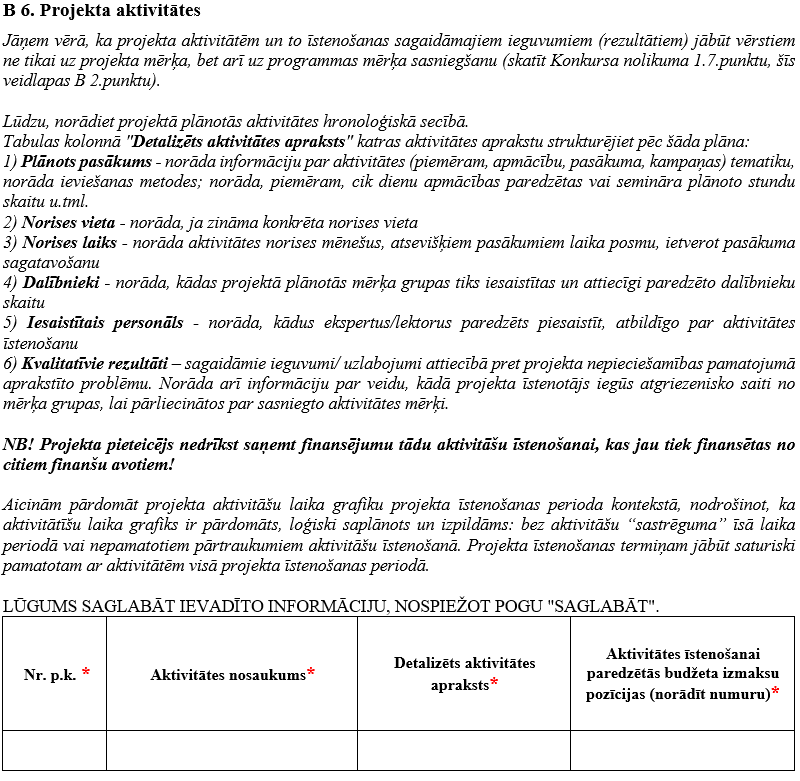 B 6. Projekta aktivitātes
Jāņem vērā, ka projekta aktivitātēm un to īstenošanas sagaidāmajiem ieguvumiem (rezultātiem) jābūt vērstiem
ne tikai uz projekta mērķa, bet arī uz programmas mērķa sasniegšanu (skatīt Konkursa nolikuma 1.7.punktu, šīs
veidlapas B 2.punktu).
Lūdzu, norādiet projektā plānotās aktivitātes hronoloģiskā secībā.
Tabulas kolonnā "Detalizēts aktivitātes apraksts" katras aktivitātes aprakstu strukturējiet pēc šāda plāna:
1) Plānots pasākums - norāda informāciju par aktivitātes (piemēram, apmācību, pasākuma, kampaņas) tematiku,
norāda ieviešanas metodes; norāda, piemēram, cik dienu apmācības paredzētas vai semināra plānoto stundu
skaitu u.tml.
2) Norises vieta - norāda, ja zināma konkrēta norises vieta
3) Norises laiks - norāda aktivitātes norises mēnešus, atsevišķiem pasākumiem laika posmu, ietverot pasākuma
sagatavošanu
4) Dalībnieki - norāda, kādas projektā plānotās mērķa grupas tiks iesaistītas un attiecīgi paredzēto dalībnieku
skaitu
5) Iesaistītais personāls - norāda, kādus ekspertus/lektorus paredzēts piesaistīt, atbildīgo par aktivitātes
īstenošanu
6) Kvalitatīvie rezultāti – sagaidāmie ieguvumi/ uzlabojumi attiecībā pret projekta nepieciešamības pamatojumā
aprakstīto problēmu. Norāda arī informāciju par veidu, kādā projekta īstenotājs iegūs atgriezenisko saiti no
mērķa grupas, lai pārliecinātos par sasniegto aktivitātes mērķi.
NB! Projekta pieteicējs nedrīkst saņemt finansējumu tādu aktivitāšu īstenošanai, kas jau tiek finansētas no
citiem finanšu avotiem!
Aicinām pārdomāt projekta aktivitāšu laika grafiku projekta īstenošanas perioda kontekstā, nodrošinot, ka
aktivitātīšu laika grafiks ir pārdomāts, loģiski saplānots un izpildāms: bez aktivitāšu “sastrēguma” īsā laika
periodā vai nepamatotiem pārtraukumiem aktivitāšu īstenošanā. Projekta īstenošanas termiņam jābūt saturiski
pamatotam ar aktivitātēm visā projekta īstenošanas periodā.
LŪGUMS SAGLABĀT IEVADĪTO INFORMĀCIJU, NOSPIEŽOT POGU "SAGLABĀT".
Nr. p.k. *
Aktivitātes nosaukums*
Detalizēts aktivitātes
apraksts*
Aktivitātes īstenošanai
paredzētās budžeta izmaksu
pozīcijas (norādīt numuru)*